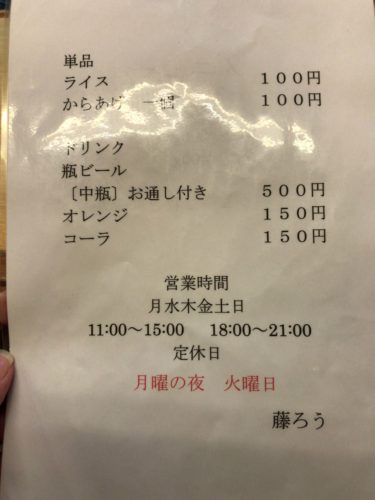 単品
ライス 100円
からあげ 一個 100円
ドリンク
瓶ビール
〔中瓶〕お通し付き 500円
オレンジ 150円
コーラ 150円
営業時間
月水木金土日
11:00~15:00 18:00~21:00
定休日
月曜の夜 火曜日
藤ろう